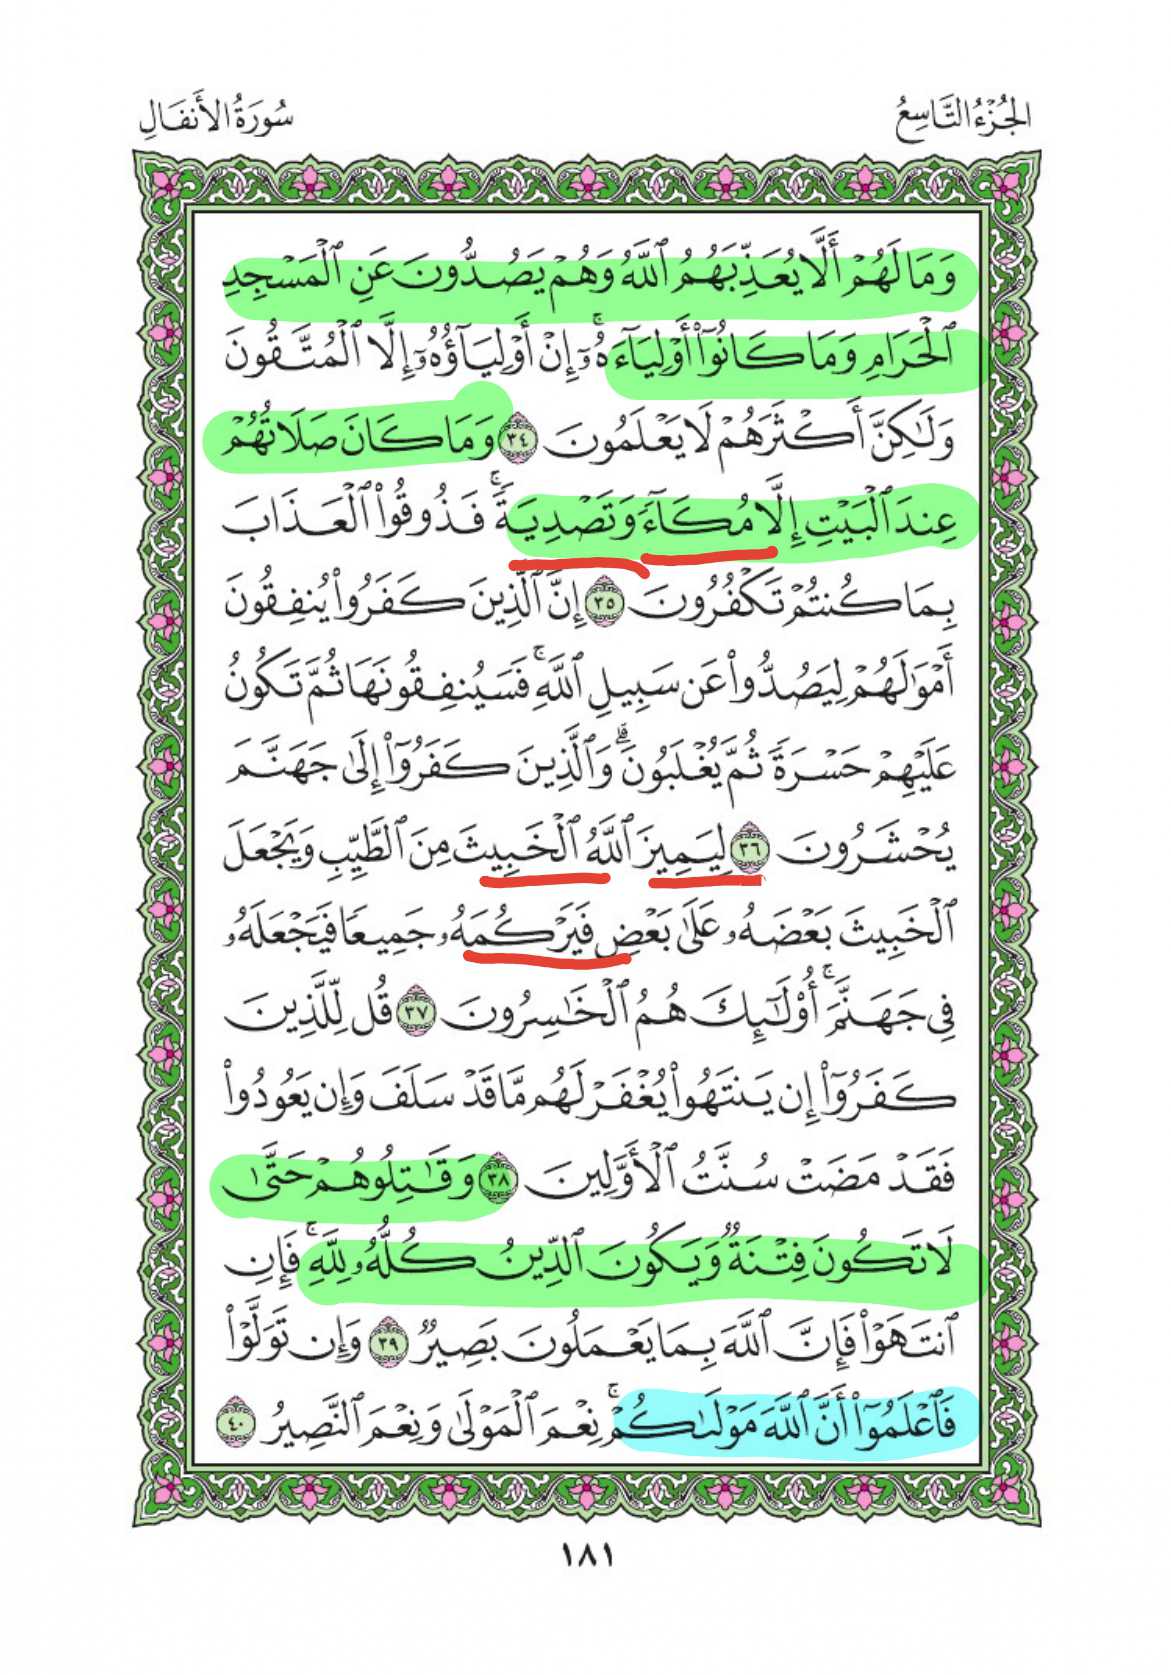 الجُزْءُ التَّاسِعُ
سُورَةُ الأَنفَالِ
وَمَا لَهُمْ أَلَّا يُعَذِّبَهُمُ ٱللَّهُ وَهُمْ يَصُدُّونَ عَنِ ٱلْمَسْجِدِ
ٱلْحَرَامِ وَمَا كَانُوٓا۟ أَوْلِيَآءَهُۥٓ ۚ إِنْ أَوْلِيَآؤُهُۥٓ إِلَّا ٱلْمُتَّقُونَ
وَلَـٰكِنَّ أَكْثَرَهُمْ لَا يَعْلَمُونَ ٣٤ وَمَا كَانَ صَلَاتُهُمْ
عِندَ ٱلْبَيْتِ إِلَّا مُكَآءً وَتَصْدِيَةً ۚ فَذُوقُوا۟ ٱلْعَذَابَ
بِمَا كُنتُمْ تَكْفُرُونَ ٣٥ إِنَّ ٱلَّذِينَ كَفَرُوا۟ يُنفِقُونَ
أَمْوَٰلَهُمْ لِيَصُدُّوا۟ عَن سَبِيلِ ٱللَّهِ ۚ فَسَيُنفِقُونَهَا ثُمَّ تَكُونُ
عَلَيْهِمْ حَسْرَةً ثُمَّ يُغْلَبُونَ ۗ وَٱلَّذِينَ كَفَرُوٓا۟ إِلَىٰ جَهَنَّمَ
يُحْشَرُونَ ٣٦ لِيَمِيزَ ٱللَّهُ ٱلْخَبِيثَ مِنَ ٱلطَّيِّبِ وَيَجْعَلَ
ٱلْخَبِيثَ بَعْضَهُۥ عَلَىٰ بَعْضٍ فَيَرْكُمَهُۥ جَمِيعًا فَيَجْعَلَهُۥ
فِى جَهَنَّمَ ۚ أُو۟لَـٰٓئِكَ هُمُ ٱلْخَـٰسِرُونَ ٣٧ قُل لِّلَّذِينَ
كَفَرُوٓا۟ إِن يَنتَهُوا۟ يُغْفَرْ لَهُم مَّا قَدْ سَلَفَ وَإِن يَعُودُوا۟
فَقَدْ مَضَتْ سُنَّتُ ٱلْأَوَّلِينَ ٣٨ وَقَـٰتِلُوهُمْ حَتَّىٰ
لَا تَكُونَ فِتْنَةٌ وَيَكُونَ ٱلدِّينُ كُلُّهُۥ لِلَّهِ ۚ فَإِنِ
ٱنتَهَوْا۟ فَإِنَّ ٱللَّهَ بِمَا يَعْمَلُونَ بَصِيرٌ ٣٩ وَإِن تَوَلَّوْا۟
فَٱعْلَمُوٓا۟ أَنَّ ٱللَّهَ مَوْلَىٰكُمْ ۚ نِعْمَ ٱلْمَوْلَىٰ وَنِعْمَ ٱلنَّصِيرُ ٤٠
١٨١